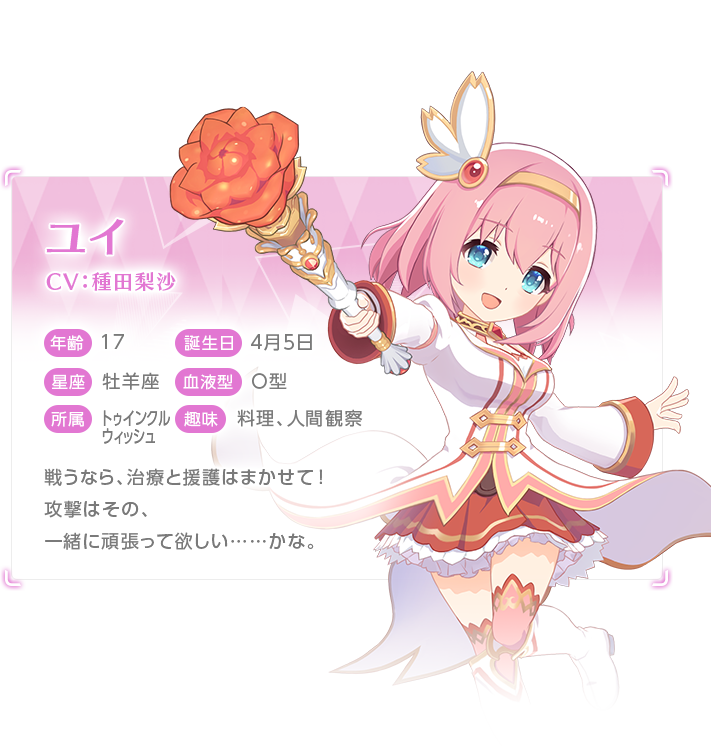 ユイ
CV:種田梨沙
年齢 17 誕生日 4月5日
星座 牡羊座 血液型 O型
所属 トゥインクル 趣味 料理、人間観察
ウィッシュ
戦うなら、治療と援護はまかせて!
攻撃はその、
一緒に頑張って欲しい……かな。